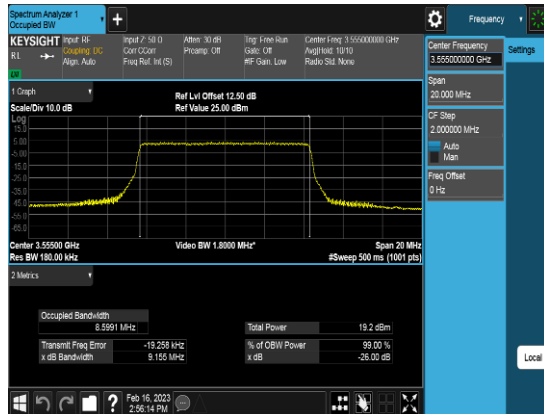 Spectrum Analyzer 1
Occupied BW
+
Frequency
KEYSIGHT Input: RF Input Z: 50 Ω Atten: 30 dB Trig: Free Run Center Freq: 3.555000000 GHz
RL Coupling: DC Corr CCorr Preamp: Off Gate: Off Avg|Hold: 10/10
Align: Auto Freq Ref: Int (S) #IF Gain: Low Radio Std: None
1 Graph
Scale/Div 10.0 dB
Ref Lvl Offset 12.50 dB
Ref Value 25.00 dBm
Log
15.0
5.00
-5.00
-15.0
-25.0
-35.0
-45.0
-55.0
-65.0
Center 3.55500 GHz Video BW 1.8000 MHz* Span 20 MHz
Res BW 180.00 kHz #Sweep 500 ms (1001 pts)
2 Metrics
Occupied Bandwidth
8.5991 MHz
Total Power 19.2 dBm
Transmit Freq Error -19.258 kHz % of OBW Power 99.00 %
x dB Bandwidth 9.155 MHz x dB -26.00 dB
Center Frequency
3.555000000 GHz
Settings
Span
20.000 MHz
CF Step
2.000000 MHz
Auto
Man
Freq Offset
0 Hz
Local
?
Feb 16, 2023
2:56:14 PM